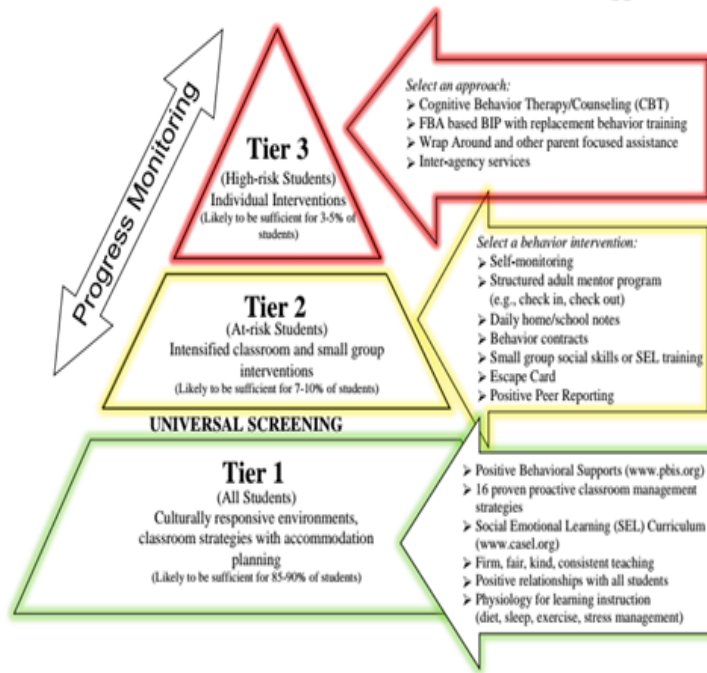 Progress Monitoring
Tier 3
(High-risk Students)
Individual Interventions
(Likely to be sufficient for 3-5% of
students)
Select an approach:
➤ Cognitive Behavior Therapy/Counseling (CBT)
➤ FBA based BIP with replacement behavior training
➤ Wrap Around and other parent focused assistance
➤ Inter-agency services
Tier 2
(At-risk Students)
Intensified classroom and small group
interventions
(Likely to be sufficient for 7-10% of students)
Select a behavior intervention:
➤ Self-monitoring
➤ Structured adult mentor program
(e.g., check in, check out)
➤ Daily home/school notes
➤ Behavior contracts
➤ Small group social skills or SEL training
➤ Escape Card
➤ Positive Peer Reporting
UNIVERSAL SCREENING
Tier 1
(All Students)
Culturally responsive environments,
classroom strategies with accommodation
planning
(Likely to be sufficient for 85-90% of students)
➤ Positive Behavioral Supports (www.pbis.org)
➤ 16 proven proactive classroom management
strategies
➤ Social Emotional Learning (SEL) Curriculum
(www.casel.org)
➤ Firm, fair, kind, consistent teaching
➤ Positive relationships with all students
➤ Physiology for learning instruction
(diet, sleep, exercise, stress management)